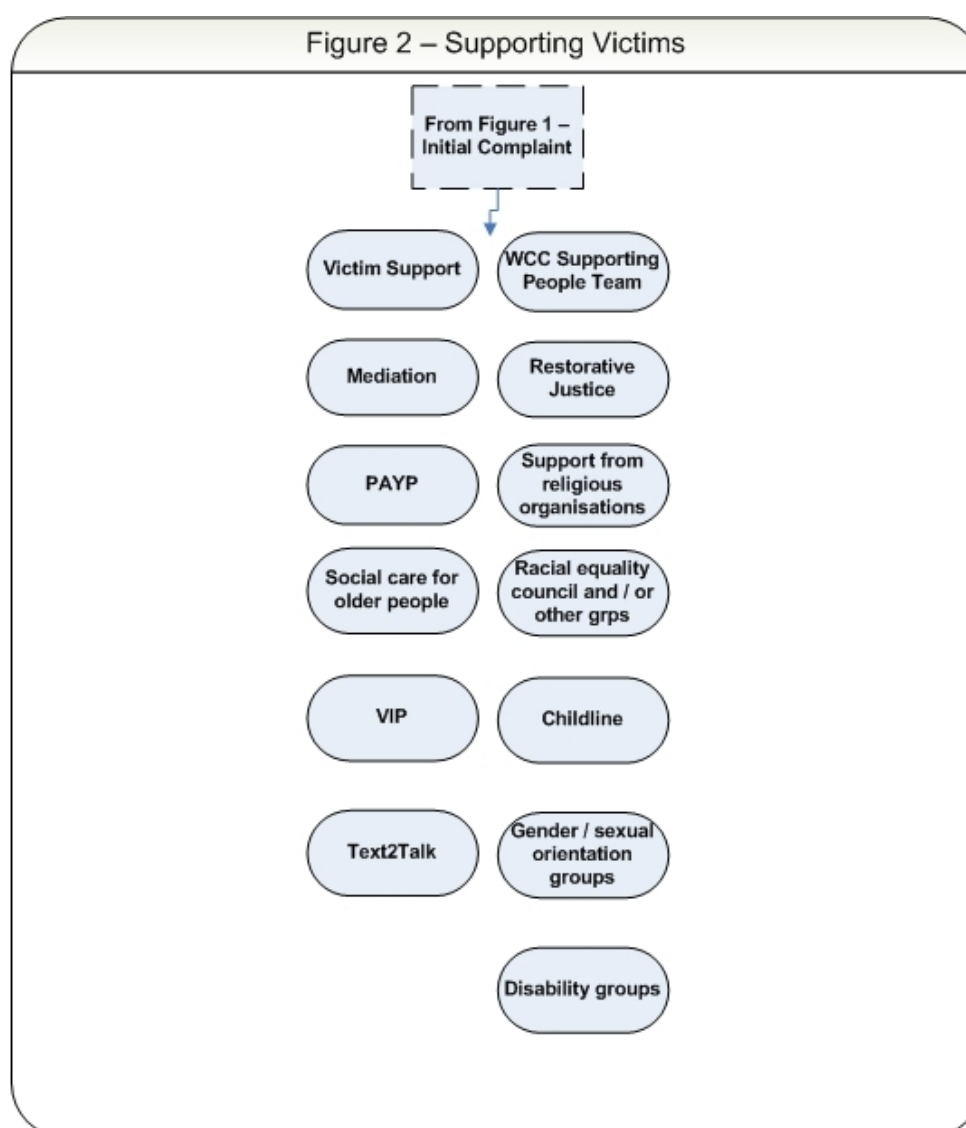 Figure 2 – Supporting Victims
From Figure 1 –
Initial Complaint
Victim Support
WCC Supporting
People Team
Mediation
Restorative
Justice
PAYP
Support from
religious
organisations
Social care for
older people
Racial equality
council and / or
other grps
VIP
Childline
Text2Talk
Gender / sexual
orientation
groups
Disability groups